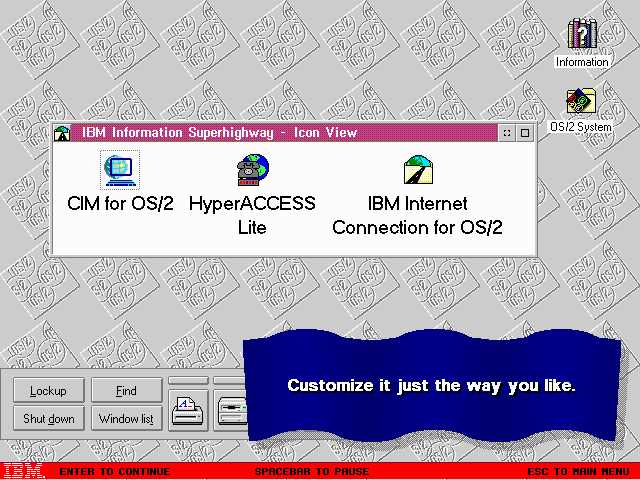 Information
OS/2 System
IBM Information Superhighway - Icon View
CIM for OS/2
HyperACCESS
Lite
IBM Internet
Connection for OS/2
Customize it just the way you like.
Lockup
Find
Shut down
Window list
IBM
ENTER TO CONTINUE
SPACEBAR TO PAUSE
ESC TO MAIN MENU